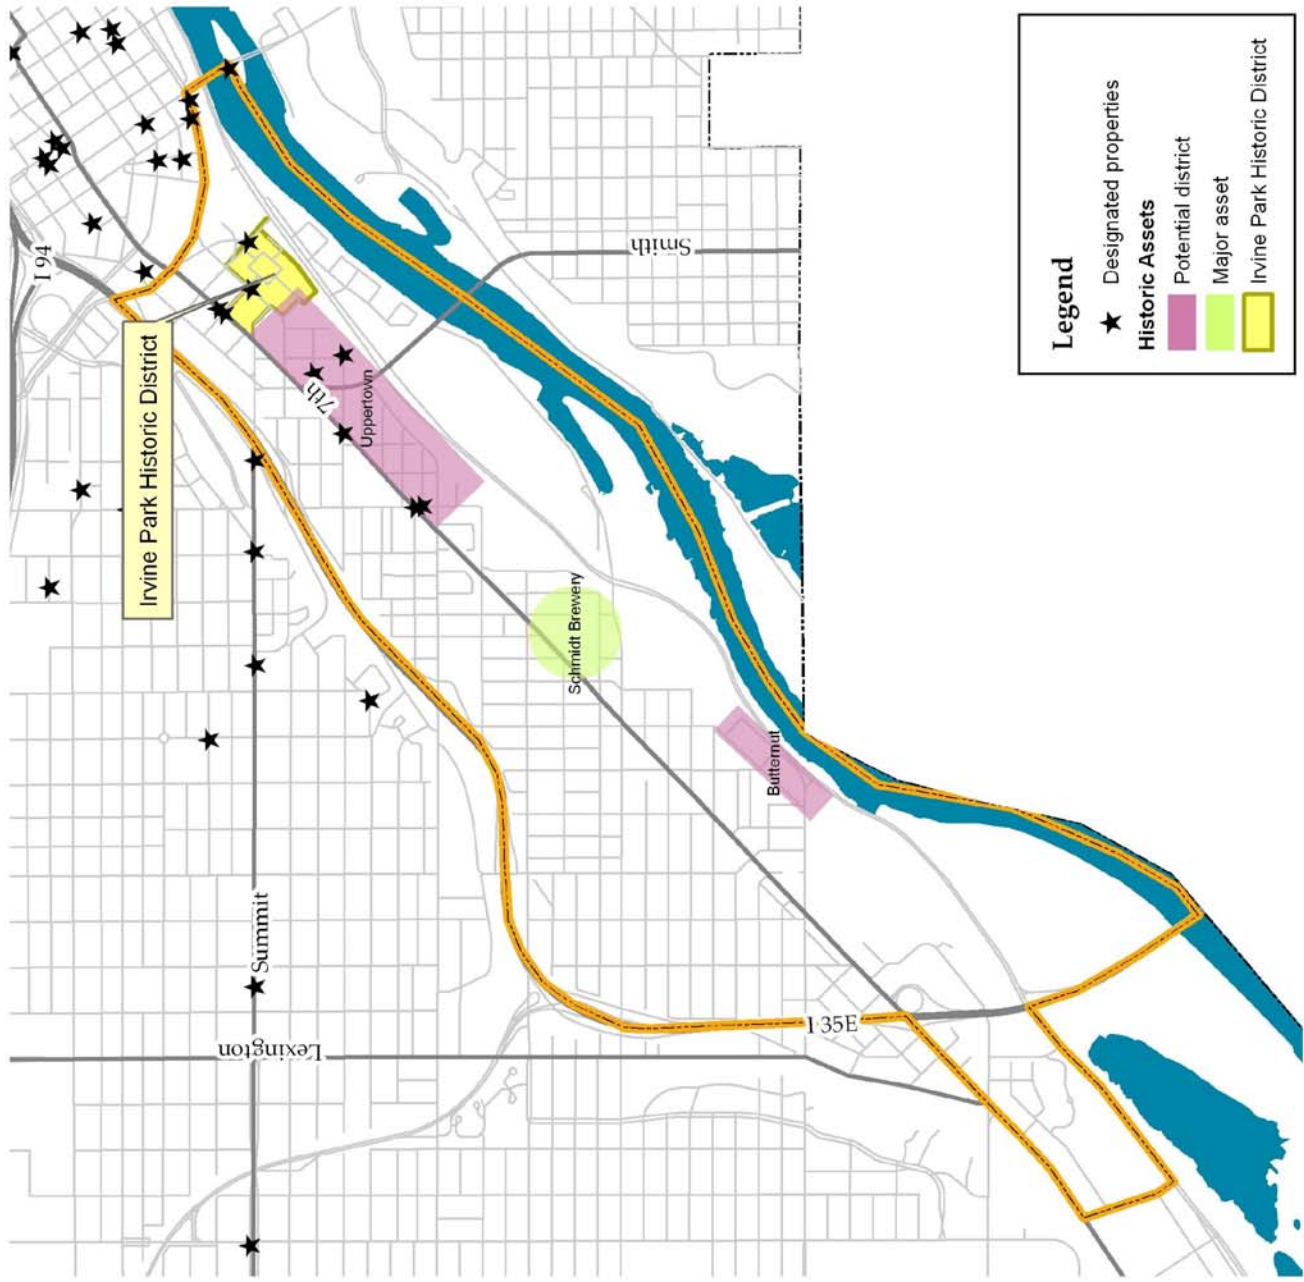 I 94
Irvine Park Historic District
Smith
7th
Uppertown
Schmidt Brewery
Butternut
Summit
Lexington
I 35E
Legend
Designated properties
Historic Assets
Potential district
Major asset
Irvine Park Historic District